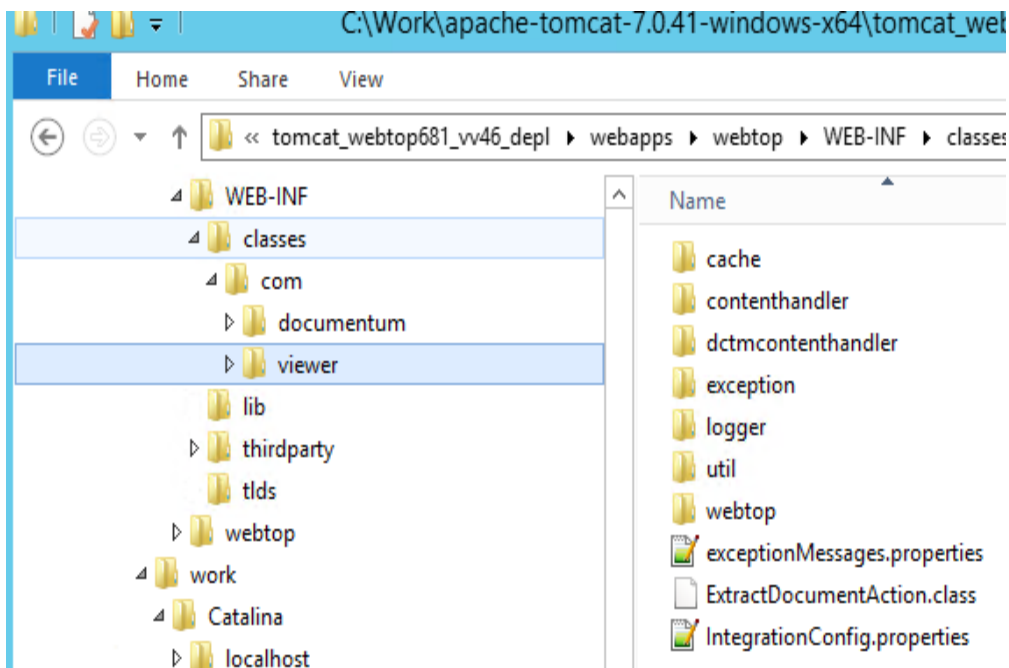 C:\Work\apache-tomcat-7.0.41-windows-x64\tomcat_web
File Home Share View
« tomcat_webtop681_vv46_depl webapps webtop WEB-INF classes
WEB-INF
classes
com
documentum
viewer
lib
thirdparty
tlds
webtop
work
Catalina
localhost
Name
cache
contenthandler
dctmcontenthandler
exception
logger
util
webtop
exceptionMessages.properties
ExtractDocumentAction.class
IntegrationConfig.properties